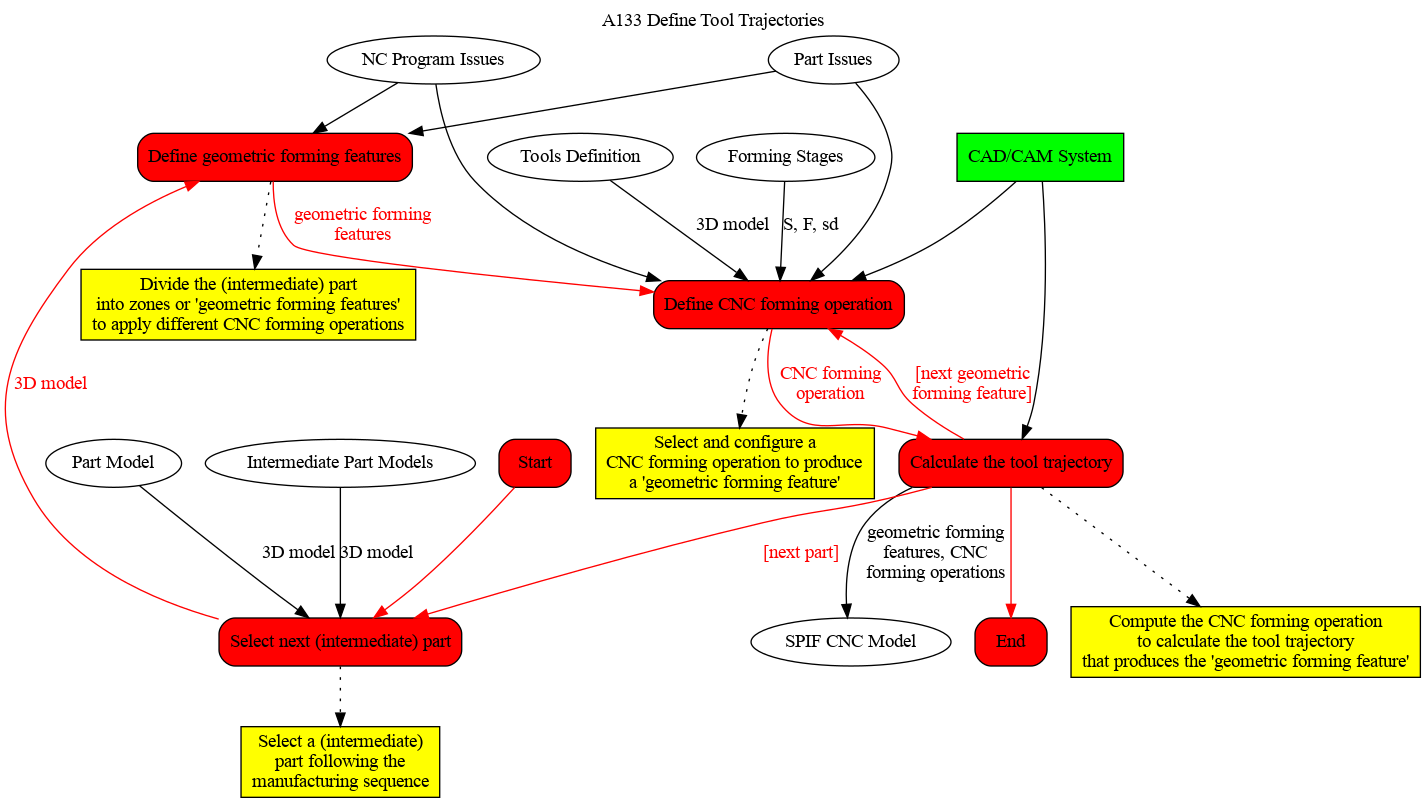 A133 Define Tool Trajectories
NC Program Issues
Part Issues
Define geometric forming features
Tools Definition
Forming Stages
CAD/CAM System
geometric forming
features
3D model
S, F, sd
Divide the (intermediate) part
into zones or 'geometric forming features'
to apply different CNC forming operations
Define CNC forming operation
3D model
CNC forming
operation
[next geometric
forming feature]
Part Model
Intermediate Part Models
Start
Select and configure a
CNC forming operation to produce
a 'geometric forming feature'
Calculate the tool trajectory
3D model
3D model
[next part]
geometric forming
features, CNC
forming operations
Select next (intermediate) part
SPIF CNC Model
End
Compute the CNC forming operation
to calculate the tool trajectory
that produces the 'geometric forming feature'
Select a (intermediate)
part following the
manufacturing sequence